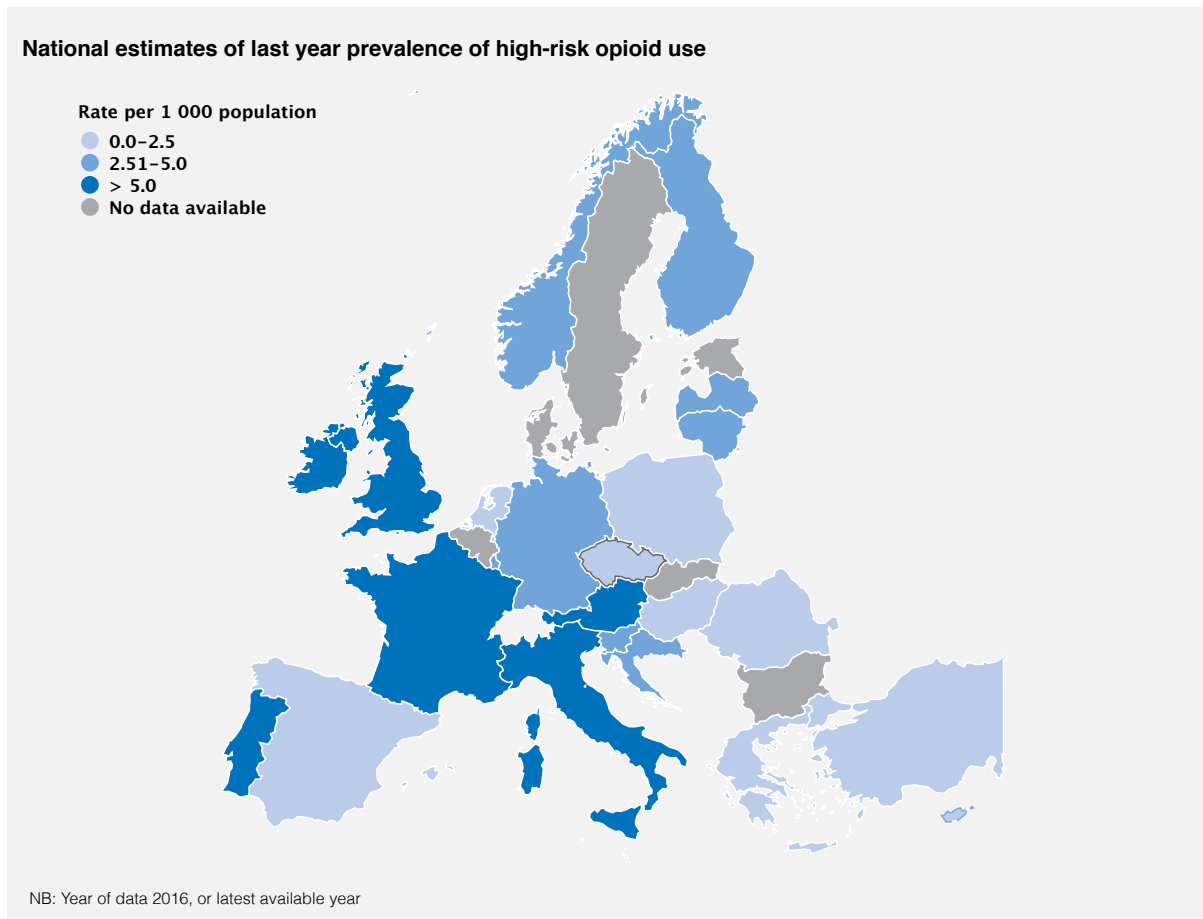 National estimates of last year prevalence of high-risk opioid use
Rate per 1 000 population
0.0–2.5
2.51–5.0
> 5.0
No data available
NB: Year of data 2016, or latest available year